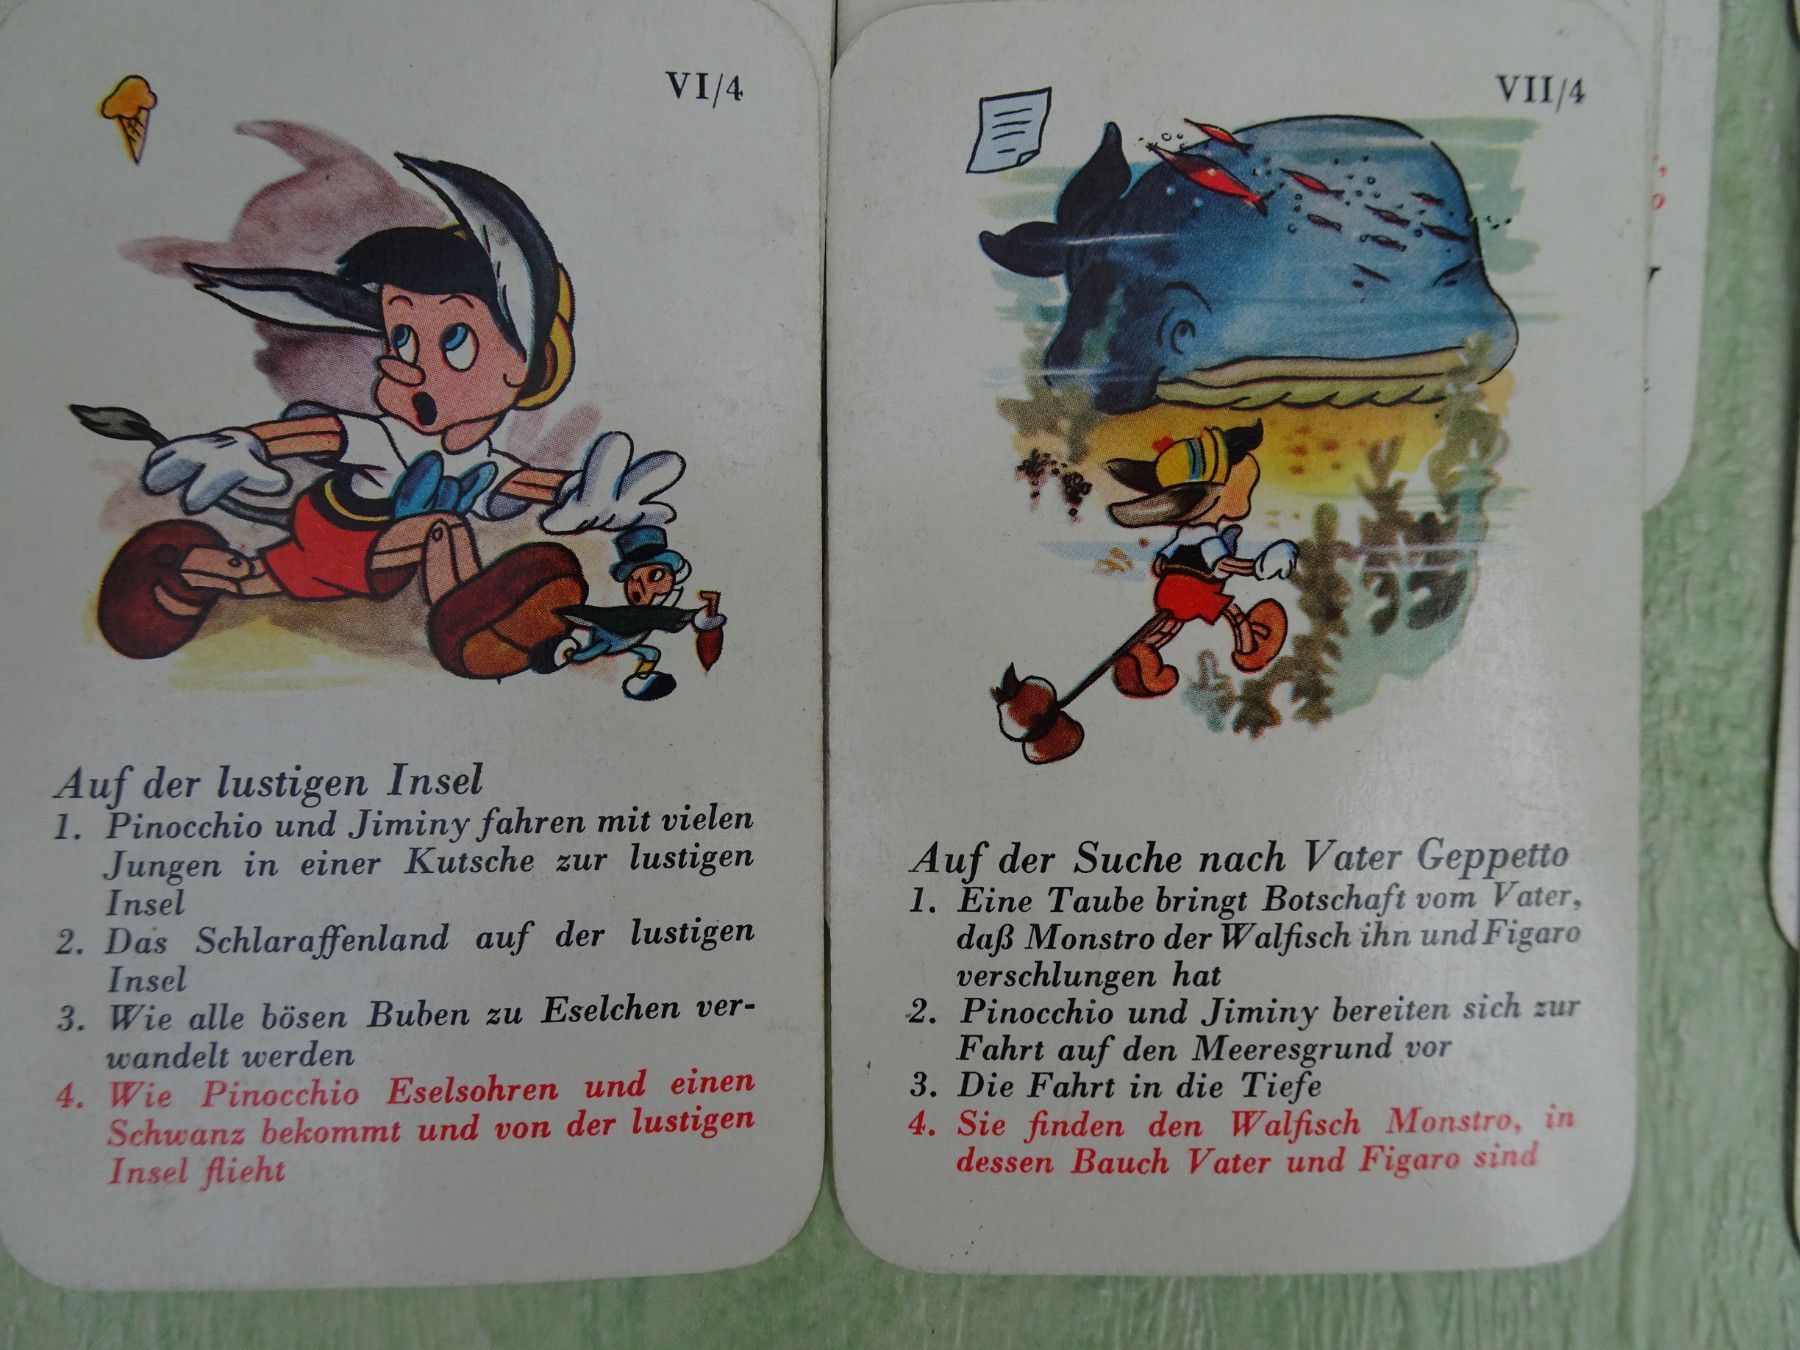 VI/4
Auf der lustigen Insel
1. Pinocchio und Jiminy fahren mit vielen
Jungen in einer Kutsche zur lustigen
Insel
2. Das Schlaraffenland auf der lustigen
Insel
3. Wie alle bösen Buben zu Eselchen ver-
wandelt werden
4. Wie Pinocchio Eselsohren und einen
Schwanz bekommt und von der lustigen
Insel flieht
VII/4
Auf der Suche nach Vater Geppetto
1. Eine Taube bringt Botschaft vom Vater,
daß Monstro der Walfisch ihn und Figaro
verschlungen hat
2. Pinocchio und Jiminy bereiten sich zur
Fahrt auf den Meeresgrund vor
3. Die Fahrt in die Tiefe
4. Sie finden den Walfisch Monstro, in
dessen Bauch Vater und Figaro sind